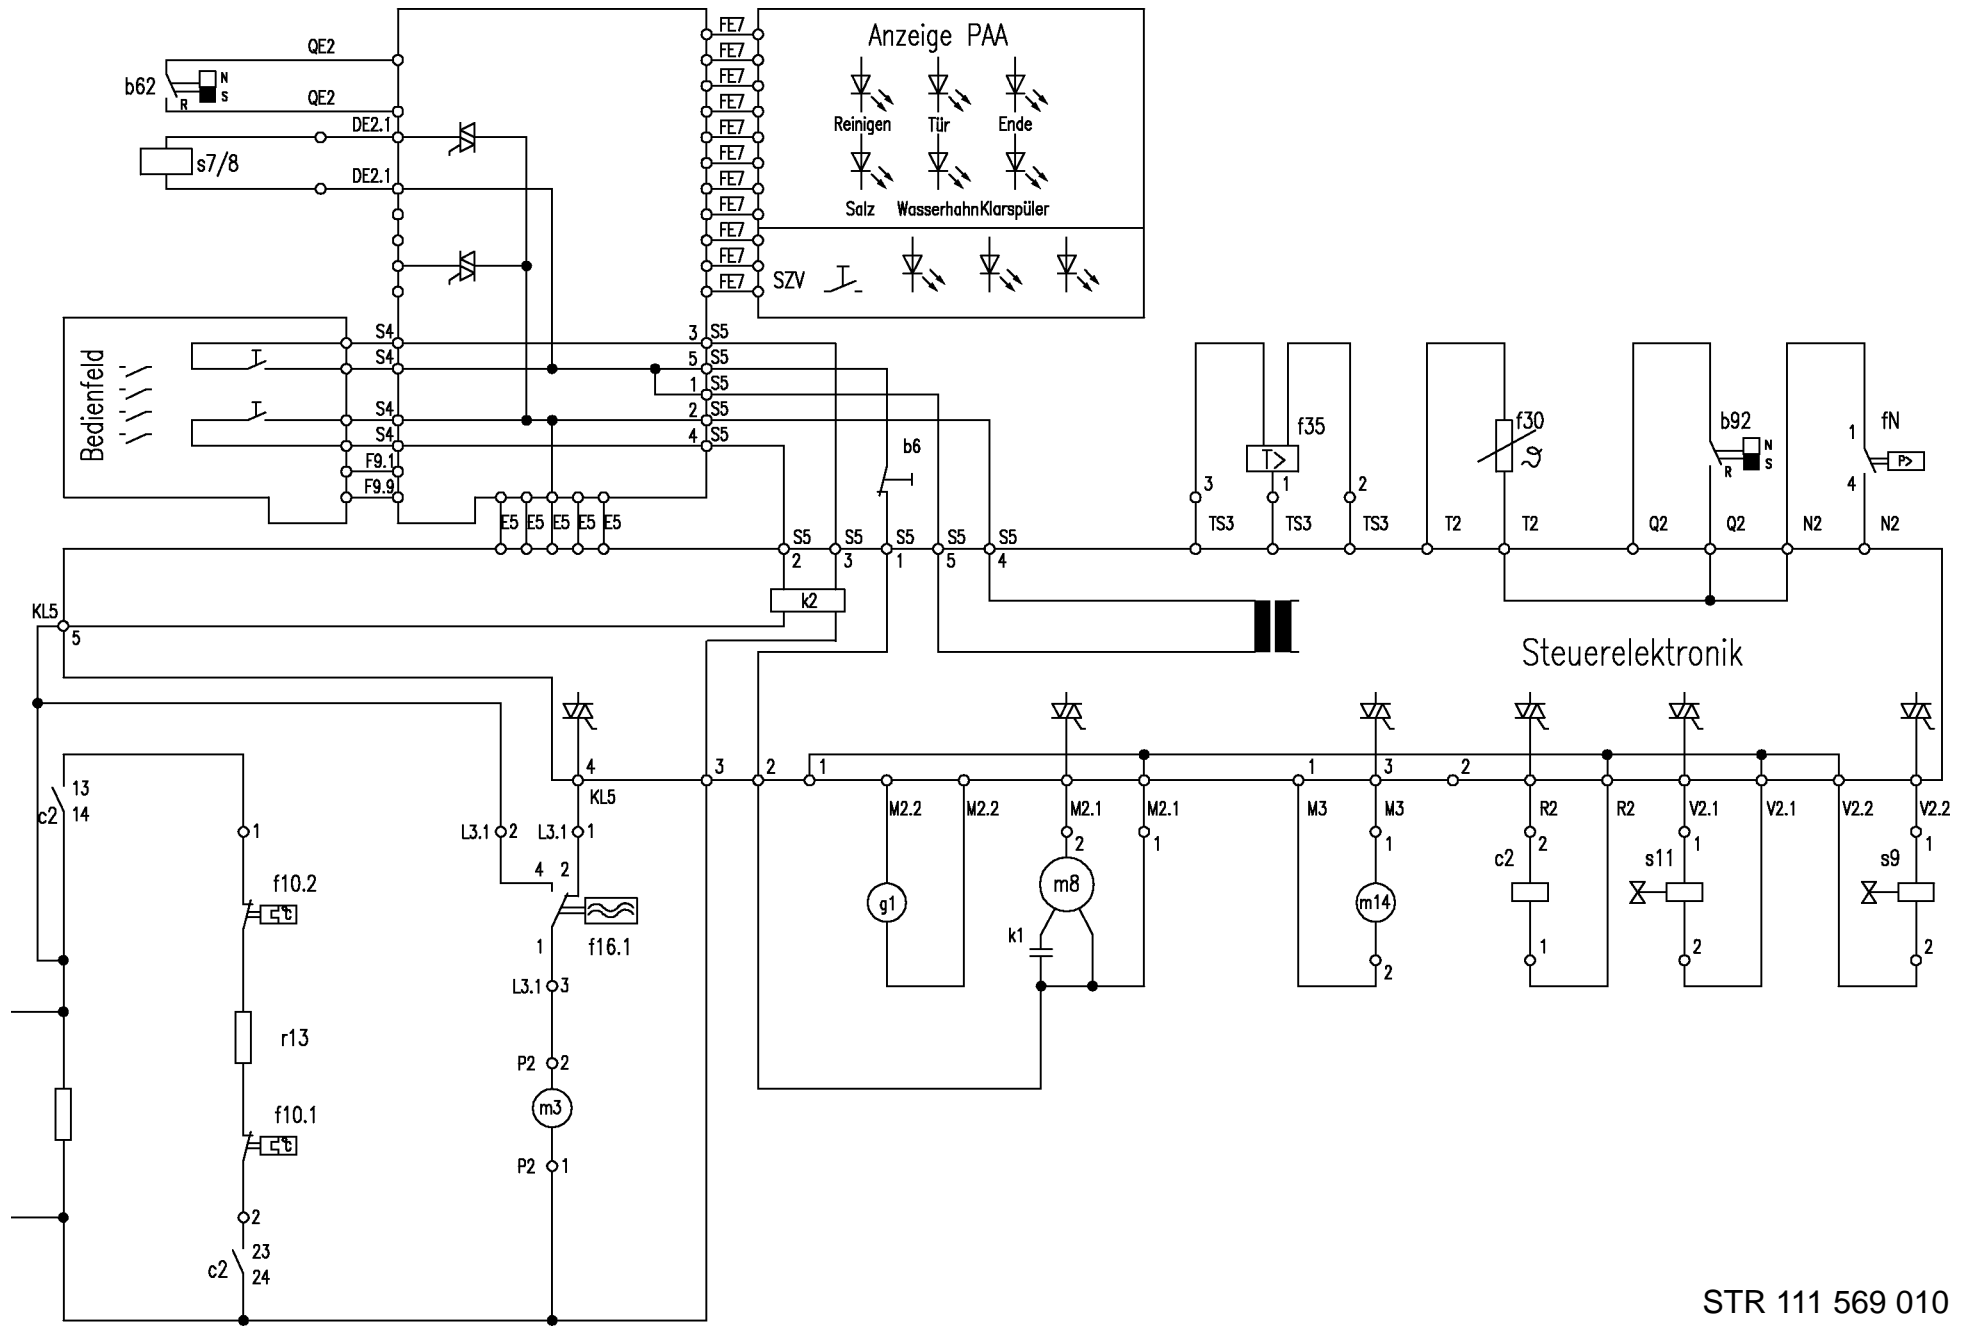 QE2
b62
N
S
R
QE2
DE2.1
s7/8
DE2.1
FE7
FE7
FE7
FE7
FE7
FE7
FE7
FE7
FE7
FE7
FE7
Anzeige PAA
Reinigen Tür Ende
Salz Wasserhahn Klarspüler
SZV
Bedienfeld
S4
S4
S4
S4
F9.1
F9.9
3 S5
5 S5
1 S5
2 S5
4 S5
E5 E5 E5 E5 E5
b6
S5 S5 S5 S5 S5
2 3 1 5 4
k2
f35
T>
3 1 2
TS3 TS3 TS3
f30
ϑ
T2 T2
b92
N
S
R
Q2 Q2
fN
1
P>
4
N2 N2
KL5
5
Steuerelektronik
4 3 2 1 1 3 2
KL5
M2.2 M2.2 M2.1 M2.1 M3 M3 R2 R2 V2.1 V2.1 V2.2 V2.2
13
c2 14
1
L3.1 2 L3.1 1
4 2
f10.2
°C
1 f16.1
L3.1 3
r13
P2 2
m3
f10.1
°C
P2 1
2
23
c2
24
g1
2 1
m8
k1
1
m14
2
2
c2
1
1
s11
2
1
s9
2
STR 111 569 010